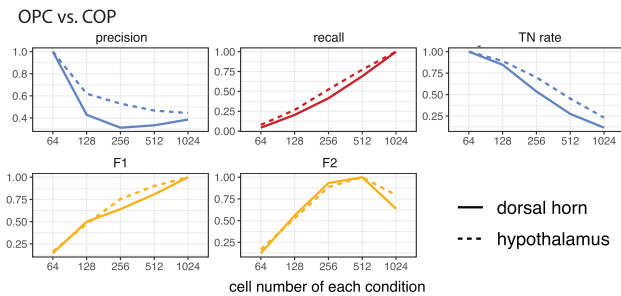 OPC vs. COP
precision recall TN rate
1.0 0.8 0.6 0.4
64 128 256 512 1024
1.00 0.75 0.50 0.25 0.00
64 128 256 512 1024
1.00 0.75 0.50 0.25
64 128 256 512 1024
F1 F2
1.00 0.75 0.50 0.25
64 128 256 512 1024
1.00 0.75 0.50 0.25
64 128 256 512 1024
dorsal horn
hypothalamus
cell number of each condition